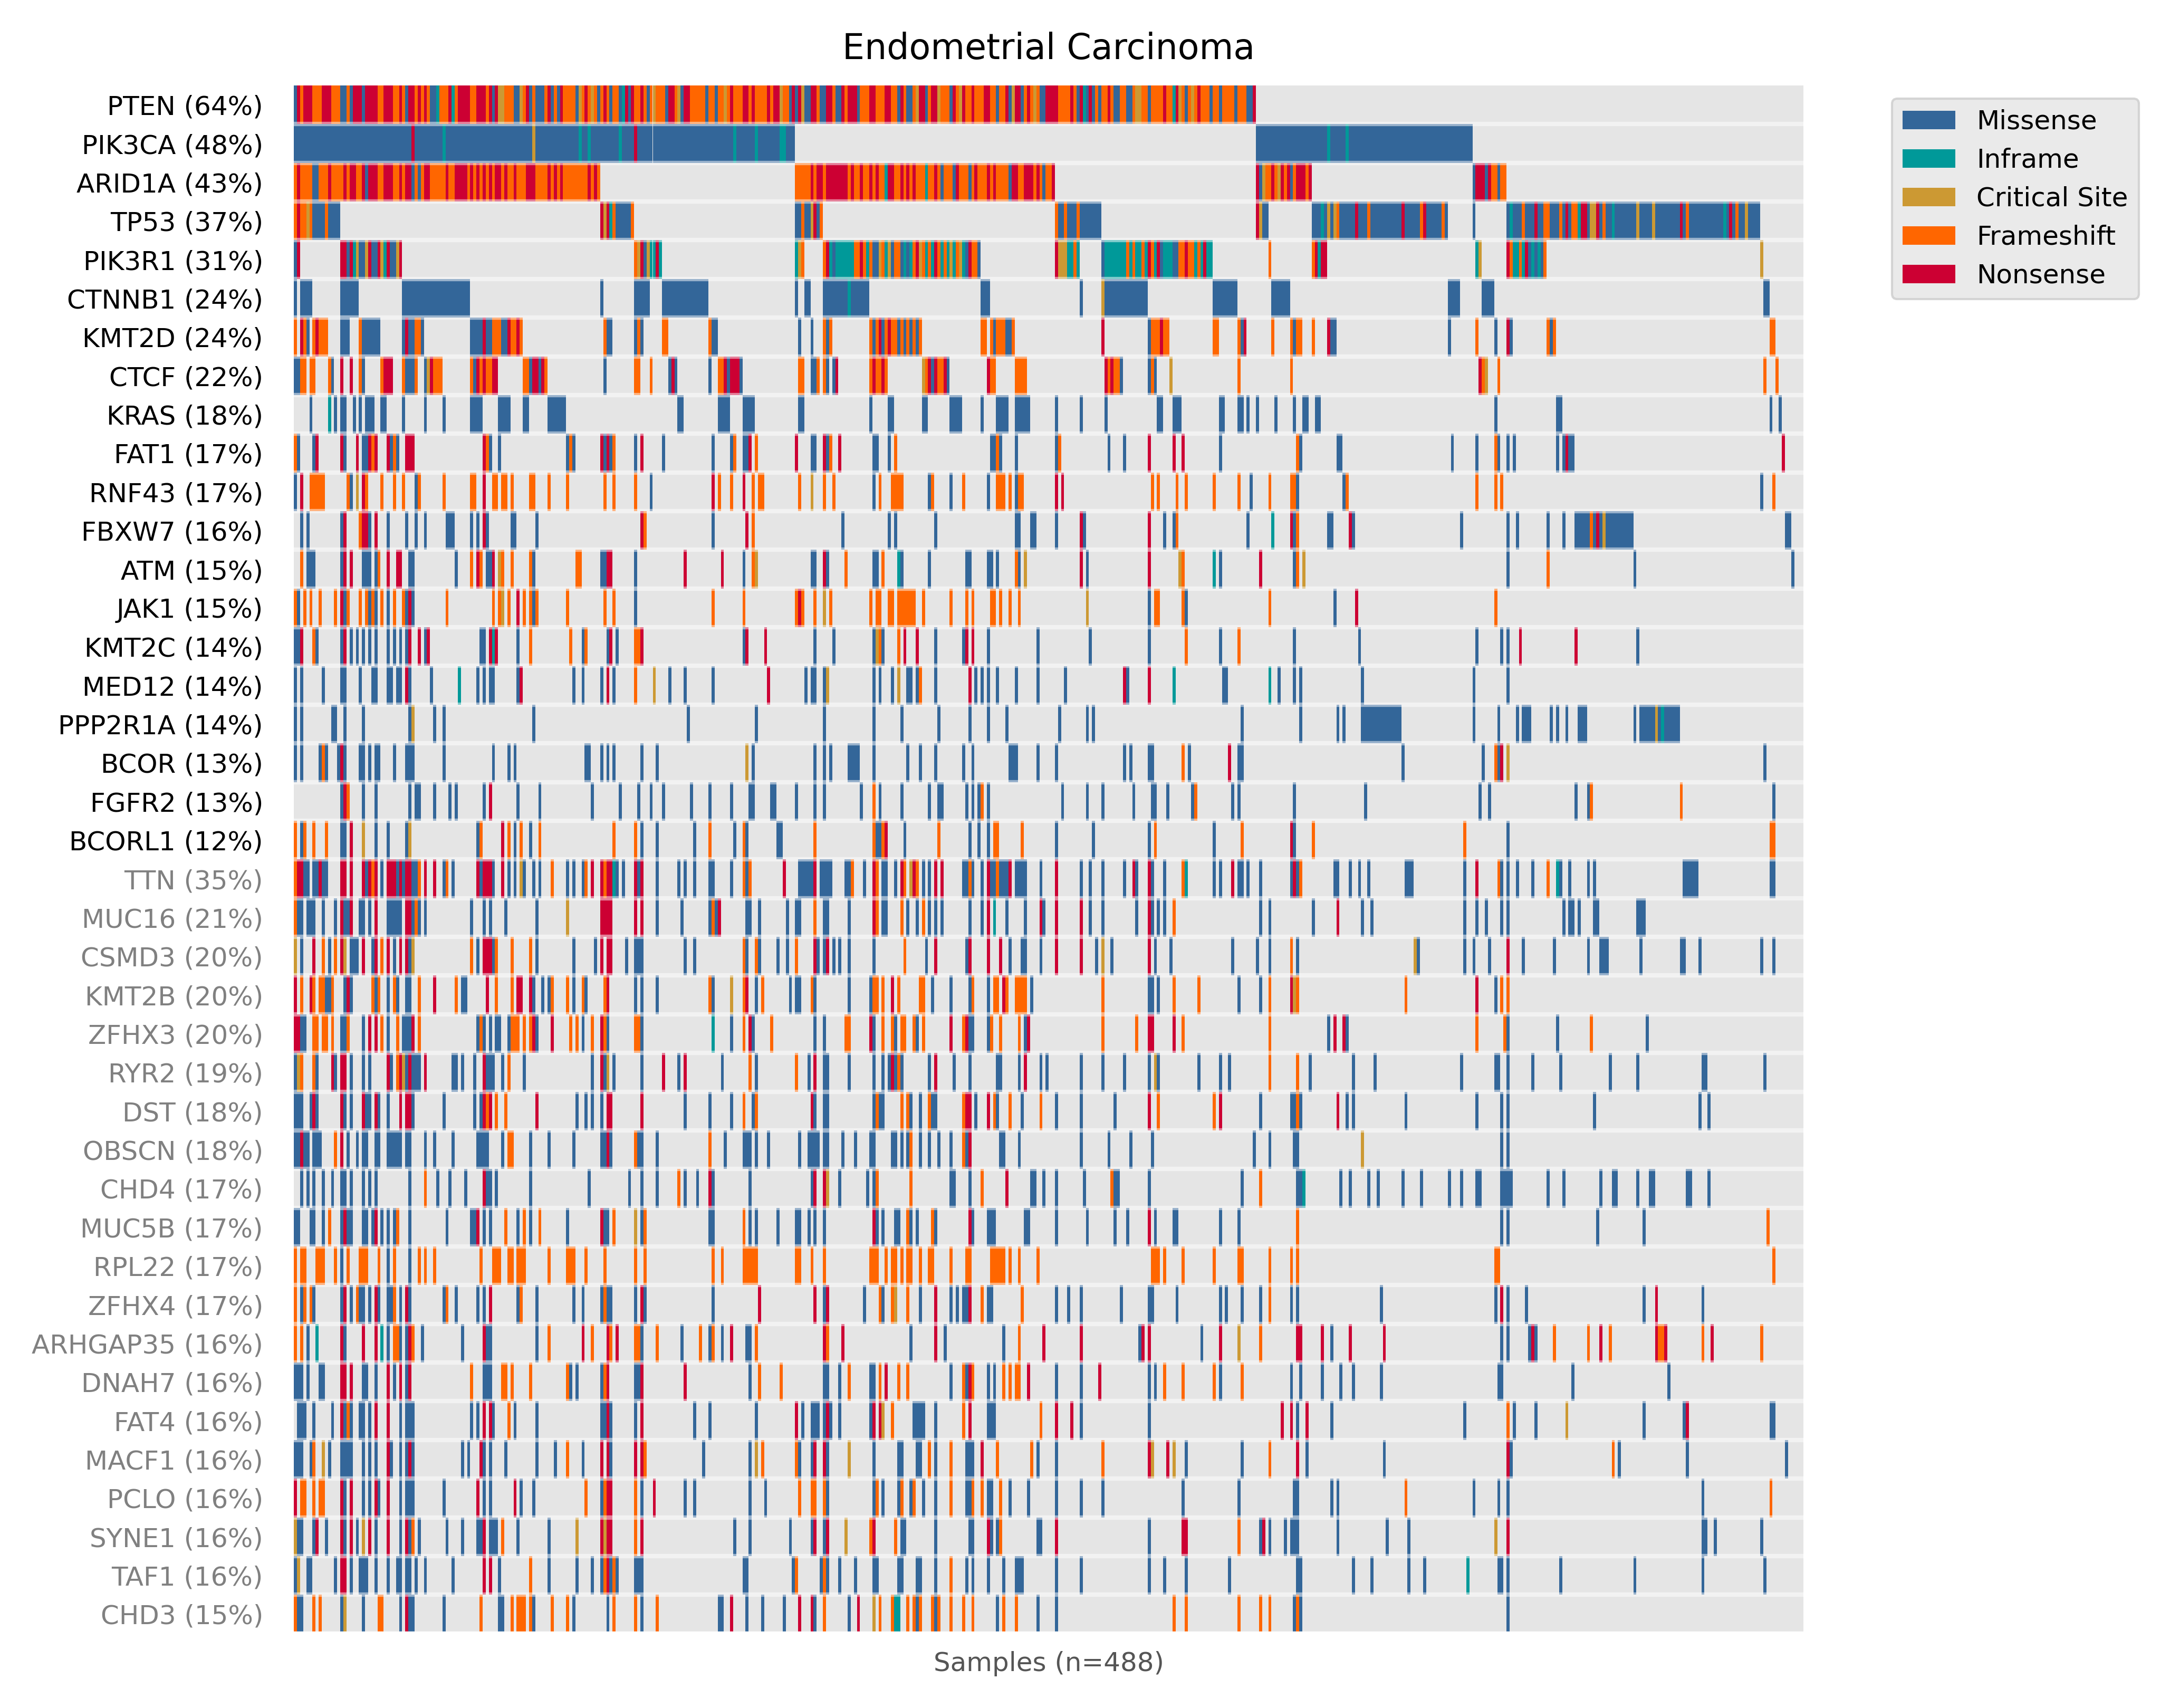 Endometrial Carcinoma
PTEN (64%)
PIK3CA (48%)
ARID1A (43%)
TP53 (37%)
PIK3R1 (31%)
CTNNB1 (24%)
KMT2D (24%)
CTCF (22%)
KRAS (18%)
FAT1 (17%)
RNF43 (17%)
FBXW7 (16%)
ATM (15%)
JAK1 (15%)
KMT2C (14%)
MED12 (14%)
PPP2R1A (14%)
BCOR (13%)
FGFR2 (13%)
BCORL1 (12%)
TTN (35%)
MUC16 (21%)
CSMD3 (20%)
KMT2B (20%)
ZFHX3 (20%)
RYR2 (19%)
DST (18%)
OBSCN (18%)
CHD4 (17%)
MUC5B (17%)
RPL22 (17%)
ZFHX4 (17%)
ARHGAP35 (16%)
DNAH7 (16%)
FAT4 (16%)
MACF1 (16%)
PCLO (16%)
SYNE1 (16%)
TAF1 (16%)
CHD3 (15%)
Samples (n=488)
Missense
Inframe
Critical Site
Frameshift
Nonsense